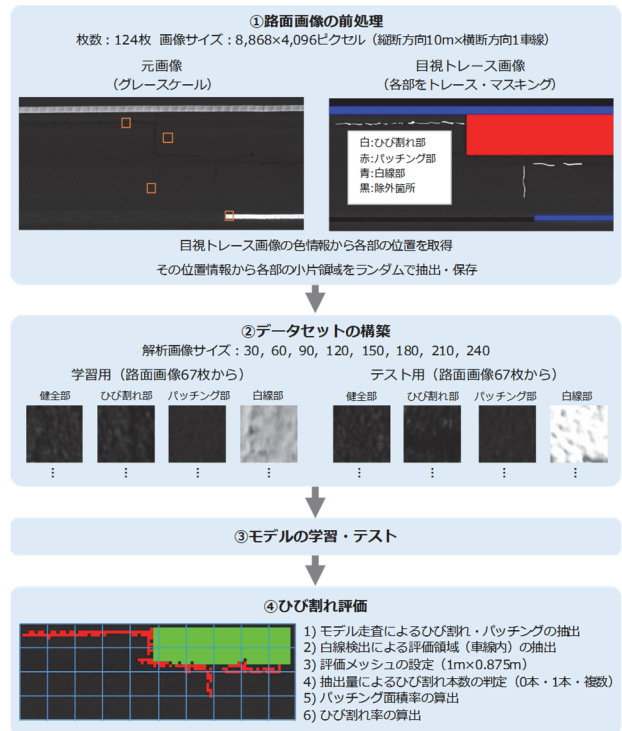 ①路面画像の前処理
枚数：124枚 画像サイズ：8,868×4,096ピクセル（縦断方向10m×横断方向1車線）
元画像
（グレースケール）
目視トレース画像
（各部をトレース・マスキング）
白:ひび割れ部
赤:パッチング部
青:白線部
黒:除外箇所
目視トレース画像の色情報から各部の位置を取得
その位置情報から各部の小片領域をランダムで抽出・保存
②データセットの構築
解析画像サイズ：30，60，90，120，150，180，210，240
学習用（路面画像67枚から）
健全部 ひび割れ部 パッチング部 白線部
⋮ ⋮ ⋮ ⋮
テスト用（路面画像67枚から）
健全部 ひび割れ部 パッチング部 白線部
⋮ ⋮ ⋮ ⋮
③モデルの学習・テスト
④ひび割れ評価
1）モデル走査によるひび割れ・パッチングの抽出
2）白線検出による評価領域（車線内）の抽出
3）評価メッシュの設定（1m×0.875m）
4）抽出量によるひび割れ本数の判定（0本・1本・複数）
5）パッチング面積率の算出
6）ひび割れ率の算出